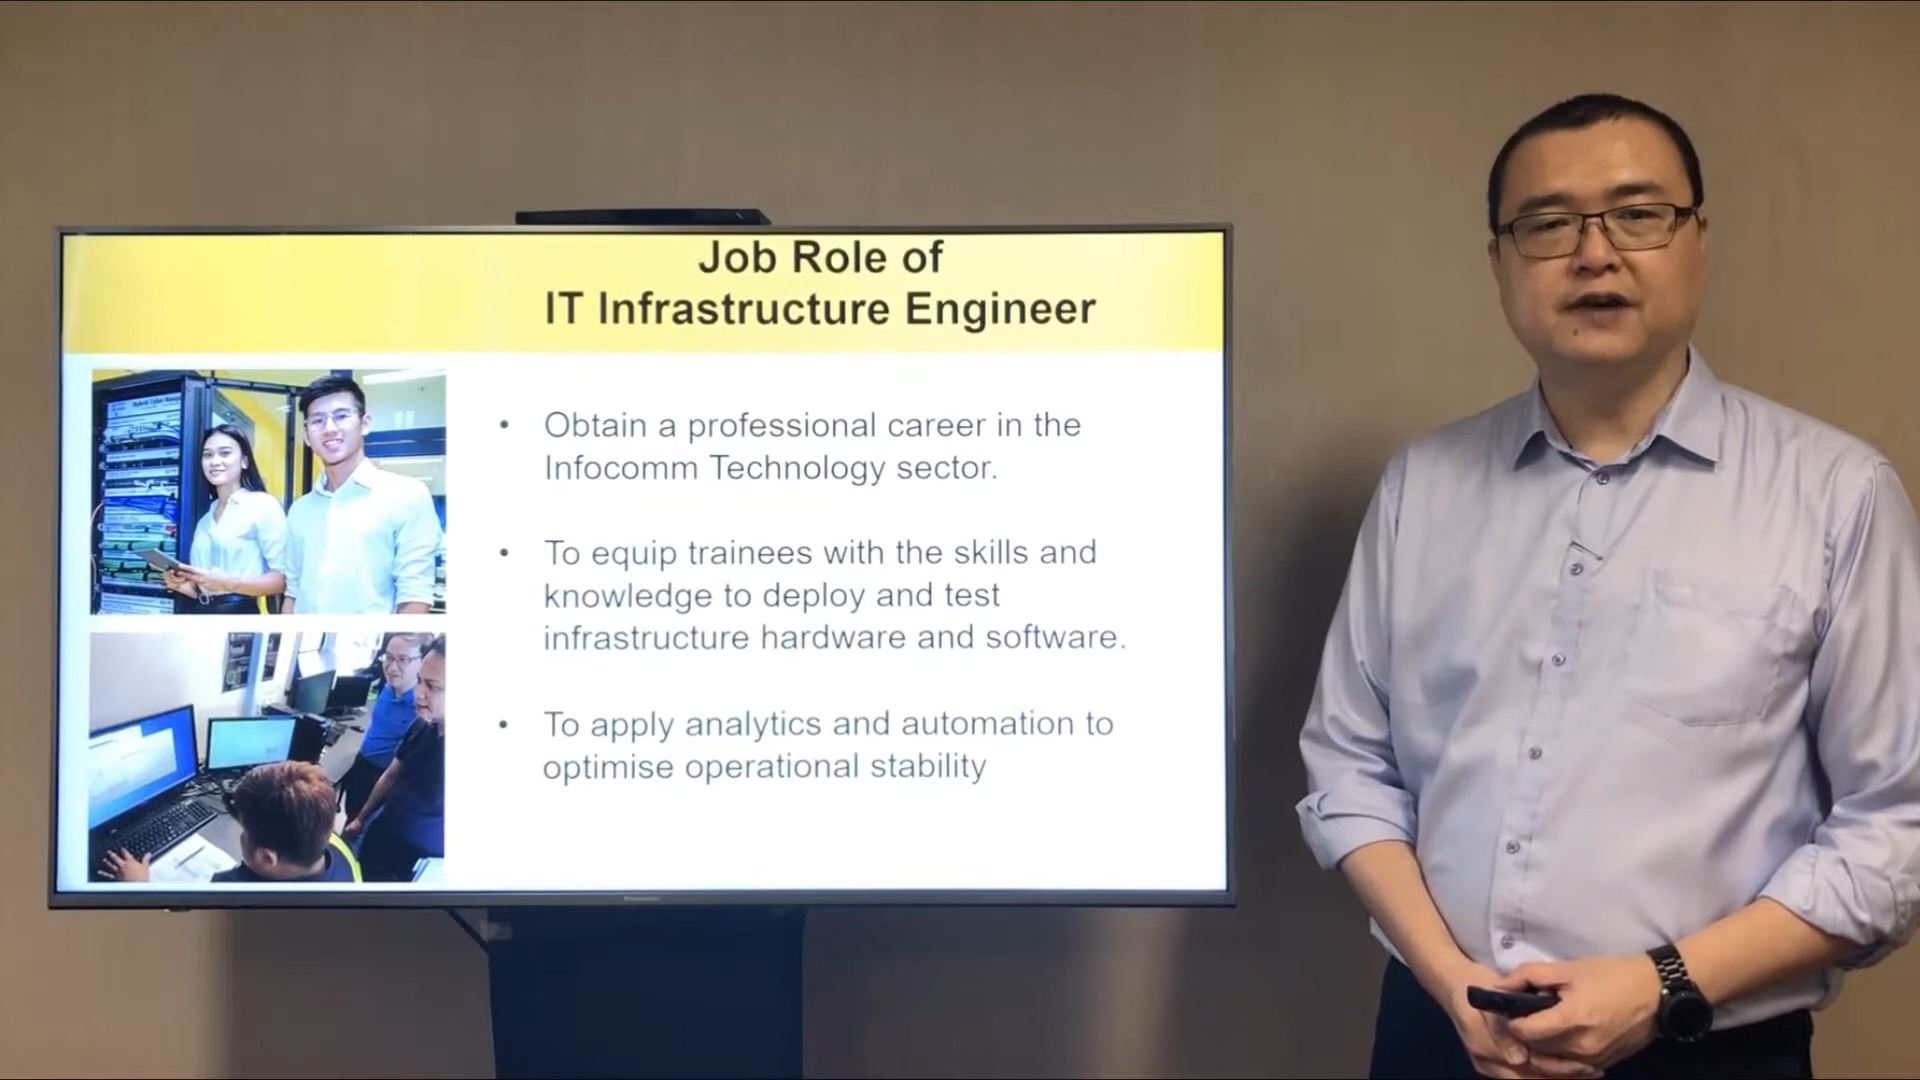 Job Role of
IT Infrastructure Engineer
• Obtain a professional career in the
Infocomm Technology sector.
• To equip trainees with the skills and
knowledge to deploy and test
infrastructure hardware and software.
• To apply analytics and automation to
optimise operational stability
Panasonic